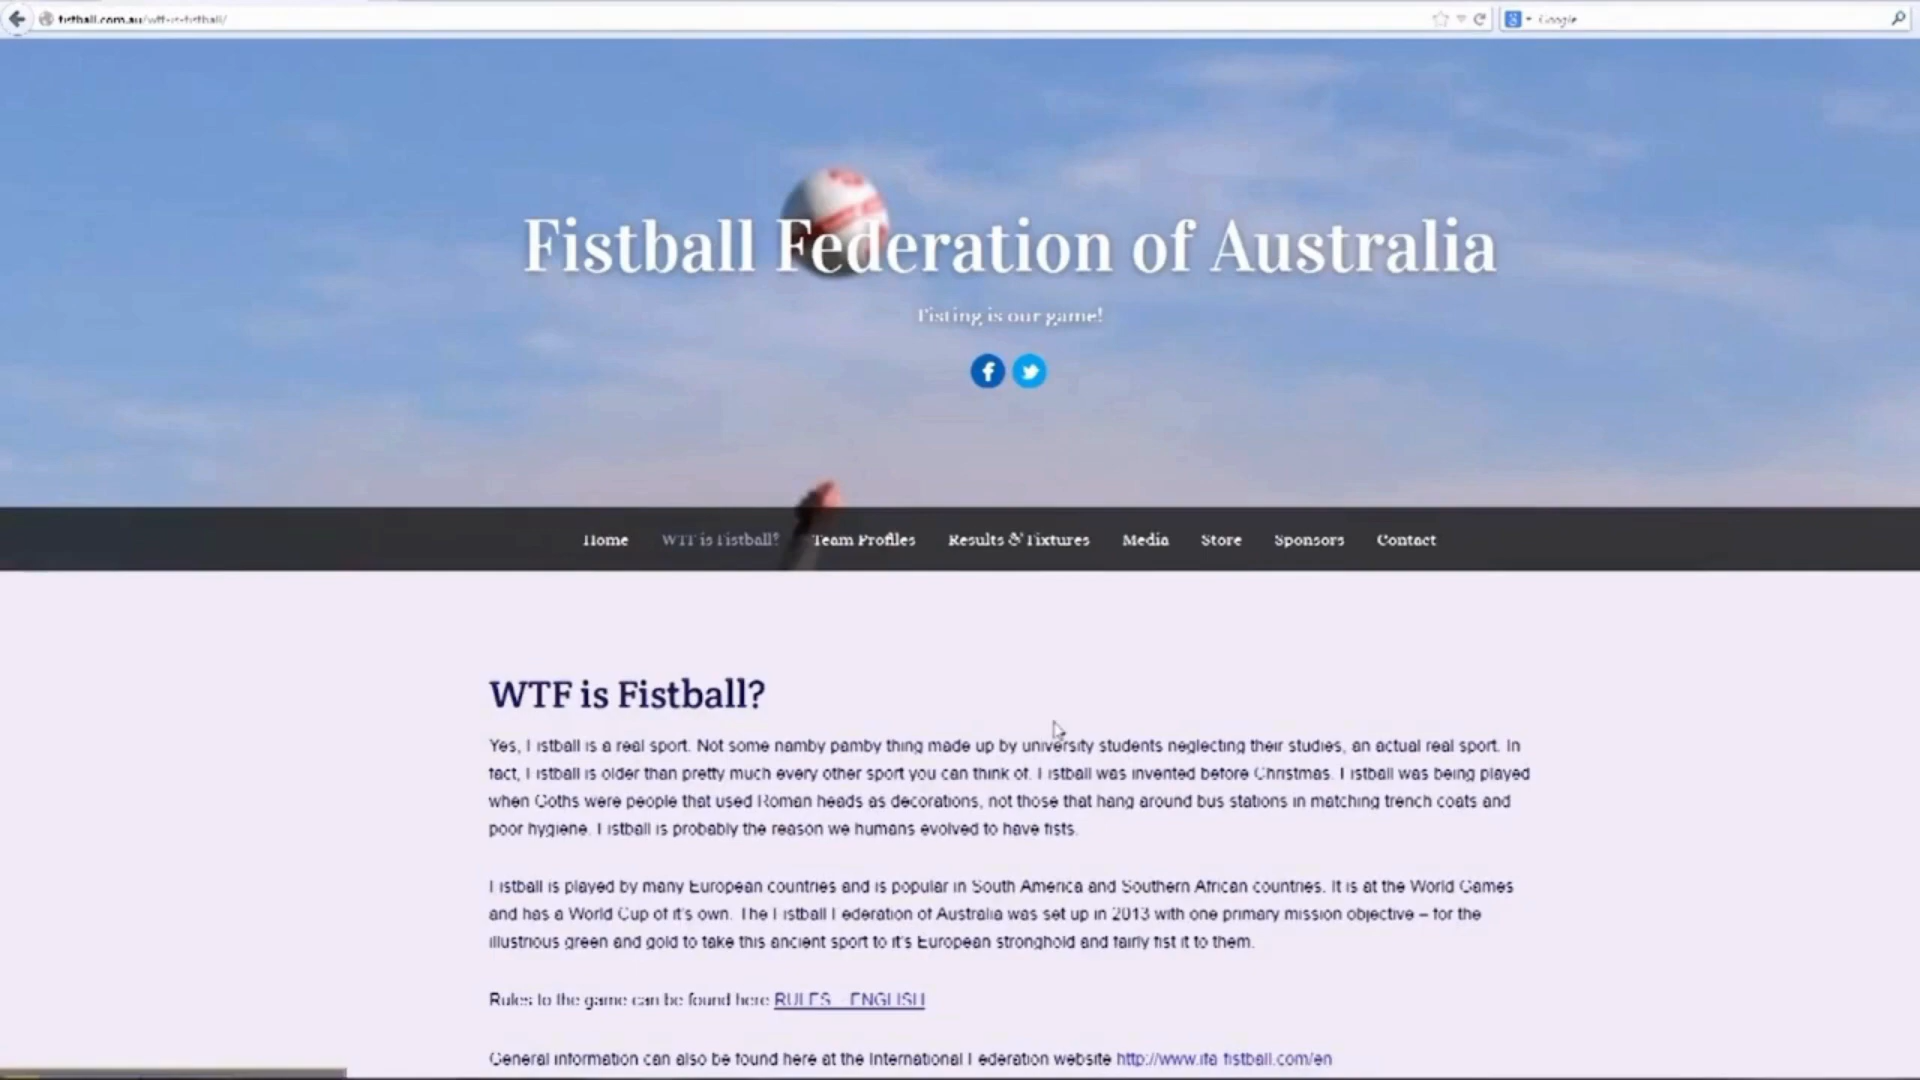 fistball.com.au/wtf-is-fistball/
Google
Fistball Federation of Australia
Fisting is our game!
Home WTF is Fistball? Team Profiles Results & Fixtures Media Store Sponsors Contact
WTF is Fistball?
Yes, Fistball is a real sport. Not some namby pamby thing made up by university students neglecting their studies, an actual real sport. In
fact, Fistball is older than pretty much every other sport you can think of. Fistball was invented before Christmas. Fistball was being played
when Goths were people that used Roman heads as decorations, not those that hang around bus stations in matching trench coats and
poor hygiene. Fistball is probably the reason we humans evolved to have fists.
Fistball is played by many European countries and is popular in South America and Southern African countries. It is at the World Games
and has a World Cup of it's own. The Fistball Federation of Australia was set up in 2013 with one primary mission objective – for the
illustrious green and gold to take this ancient sport to it's European stronghold and fairly fist it to them.
Rules to the game can be found here RULES – ENGLISH
General information can also be found here at the International Federation website http://www.ifa-fistball.com/en